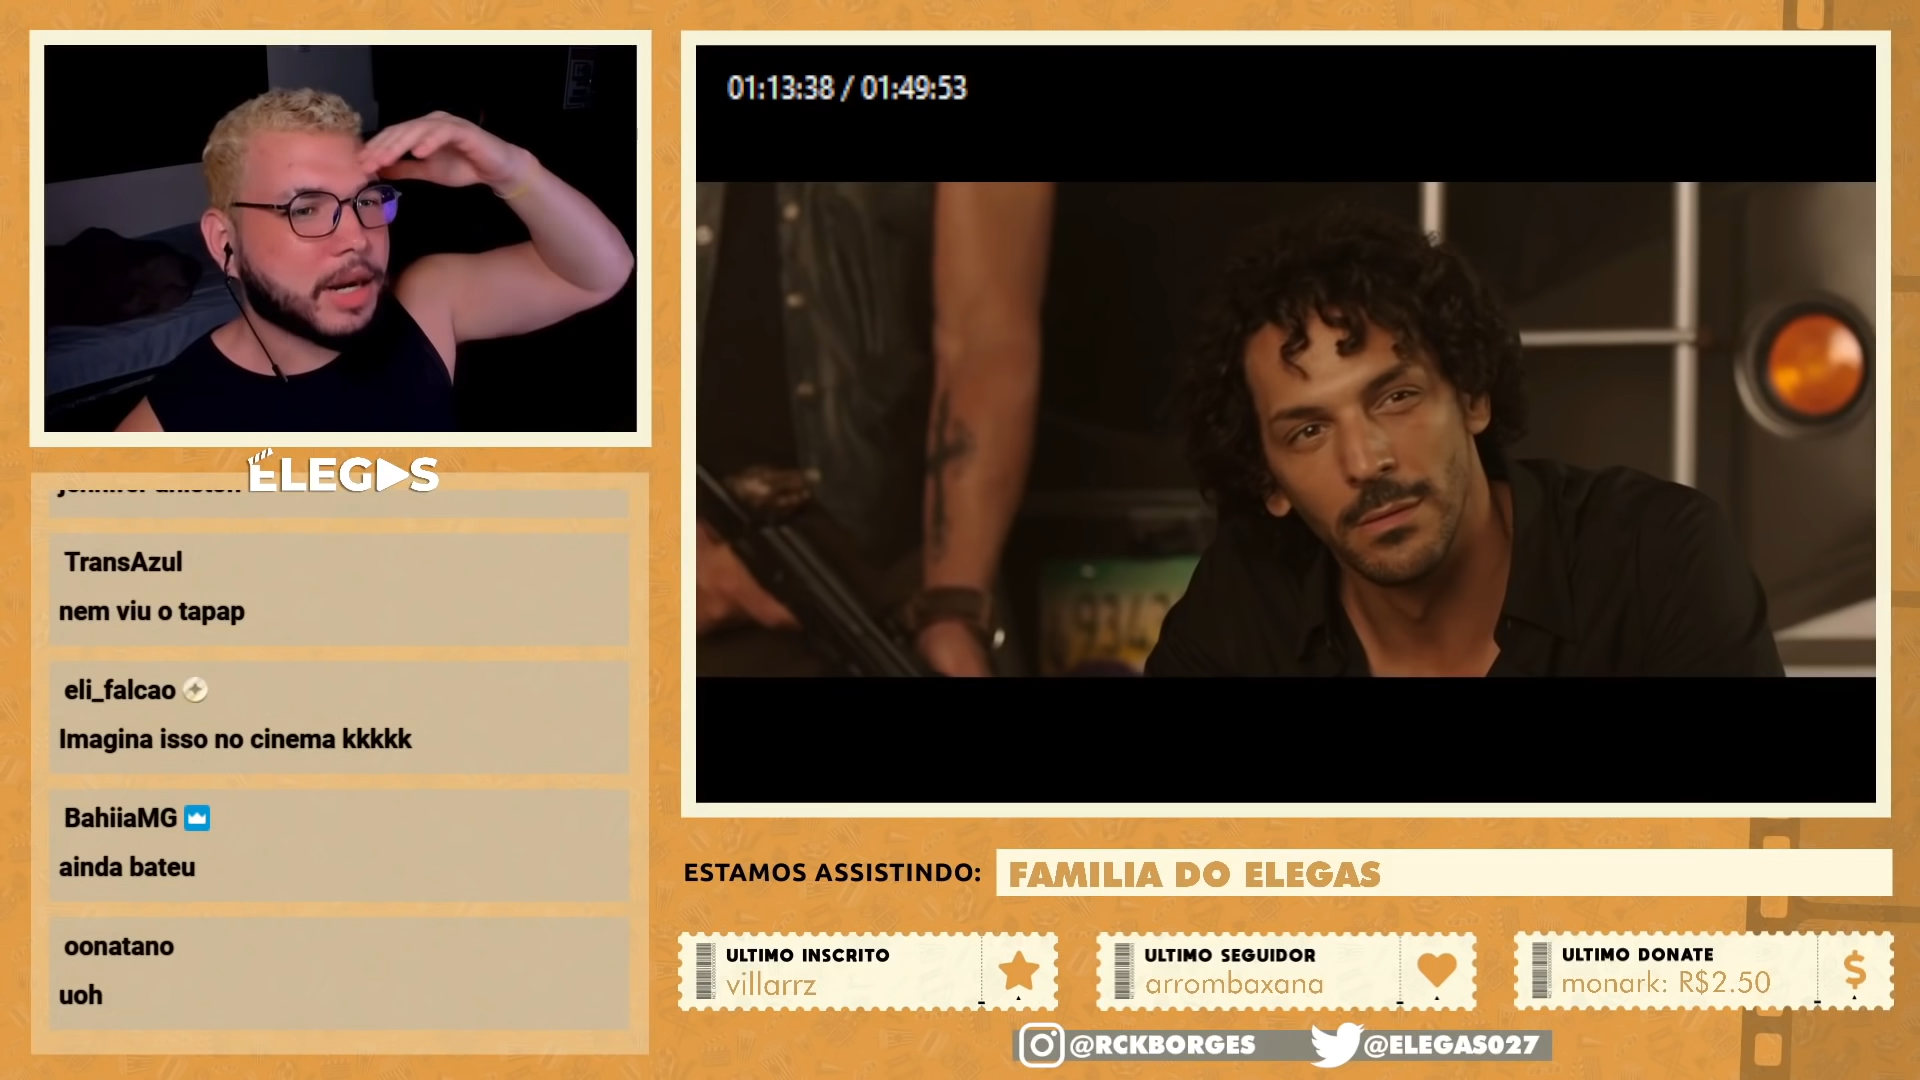 01:13:38 / 01:49:53
ELEGAS
jennifer aniston
TransAzul
nem viu o tapap
eli_falcao
Imagina isso no cinema kkkkk
BahiiaMG
ainda bateu
oonatano
uoh
ESTAMOS ASSISTINDO: FAMILIA DO ELEGAS
ULTIMO INSCRITO
villarrz
ULTIMO SEGUIDOR
arrombaxana
ULTIMO DONATE
monark: R$2.50
@RCKBORGES
@ELEGAS027